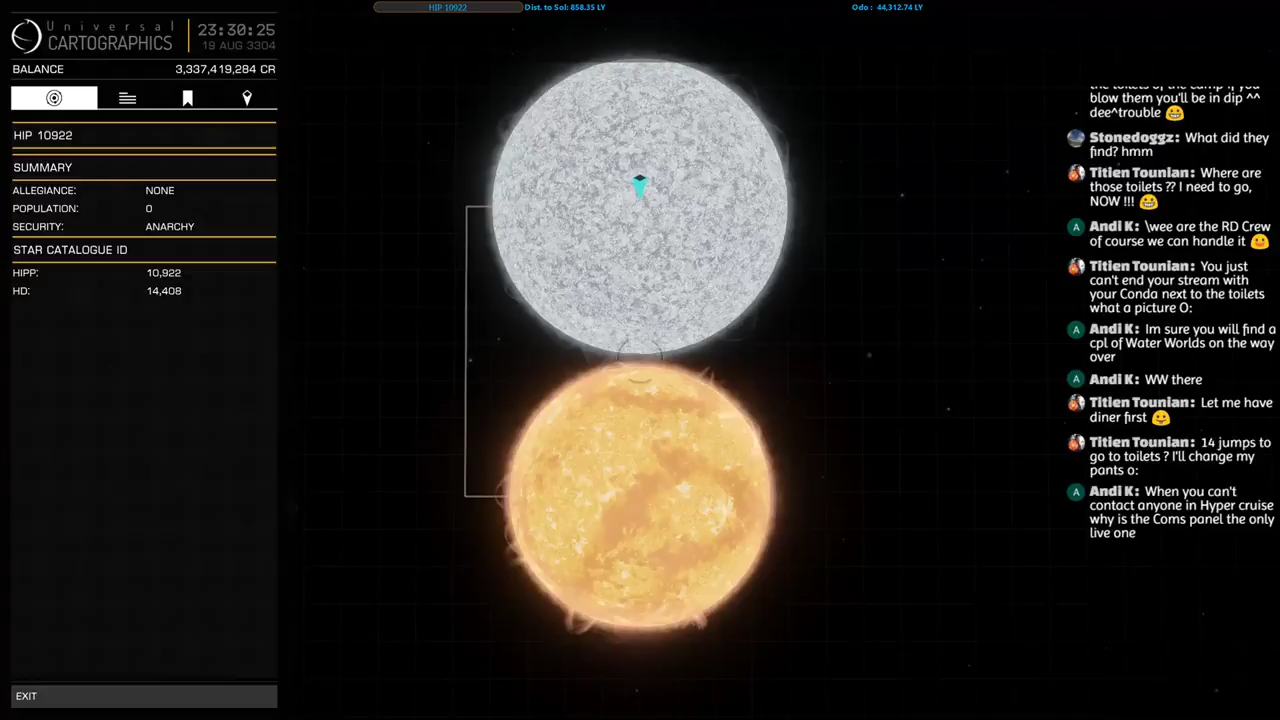 HIP 10922
Dist. to Sol: 858.35 LY
Odo : 44,312.74 LY
Universal
CARTOGRAPHICS
23:30:25
19 AUG 3304
BALANCE 3,337,419,284 CR
HIP 10922
SUMMARY
ALLEGIANCE: NONE
POPULATION: 0
SECURITY: ANARCHY
STAR CATALOGUE ID
HIPP: 10,922
HD: 14,408
EXIT
the toilets of the camp if you
blow them you'll be in dip ^^
dee^trouble 😁
Stonedoggz: What did they
find? hmm
Titien Tounian: Where are
those toilets ?? I need to go,
NOW !!! 😁
A Andi K: \wee are the RD Crew
of course we can handle it 😛
Titien Tounian: You just
can't end your stream with
your Conda next to the toilets
what a picture O:
A Andi K: Im sure you will find a
cpl of Water Worlds on the way
over
A Andi K: WW there
Titien Tounian: Let me have
diner first 😛
Titien Tounian: 14 jumps to
go to toilets ? I'll change my
pants o:
A Andi K: When you can't
contact anyone in Hyper cruise
why is the Coms panel the only
live one